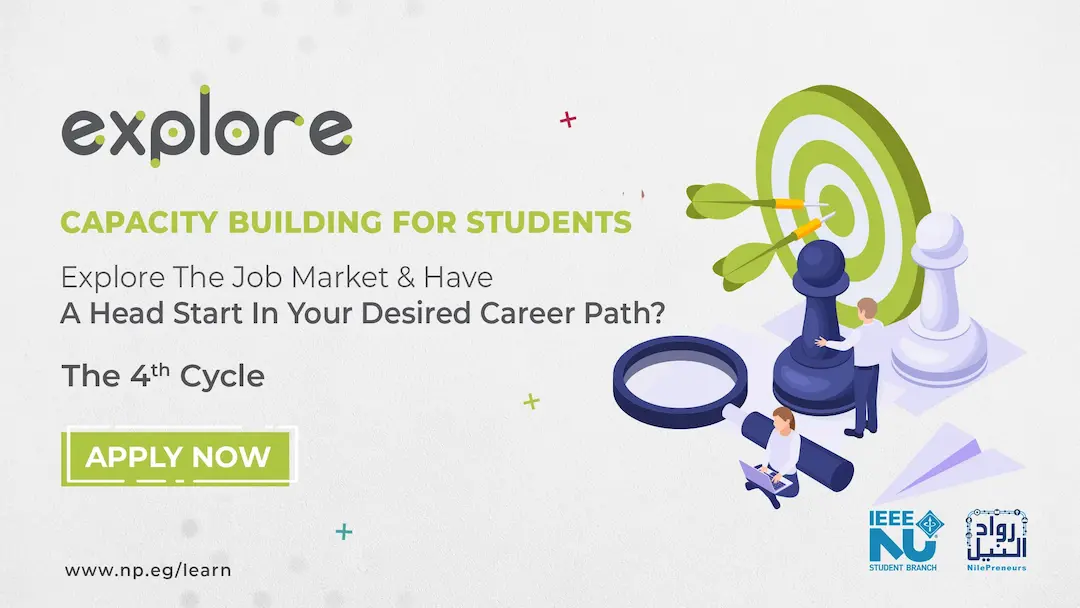 explore
CAPACITY BUILDING FOR STUDENTS
Explore The Job Market & Have
A Head Start In Your Desired Career Path?
The 4th Cycle
APPLY NOW
www.np.eg/learn
IEEE
NU
STUDENT BRANCH
رواد
النيل
NilePreneurs